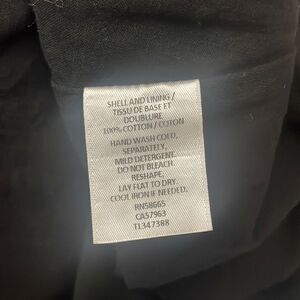 SHELL AND LINING /
TISSU DE BASE ET
DOUBLURE
100% COTTON / COTON
HAND WASH COLD,
SEPARATELY,
MILD DETERGENT.
DO NOT BLEACH.
RESHAPE,
LAY FLAT TO DRY.
COOL IRON IF NEEDED.
RN58665
CA57963
TL347388